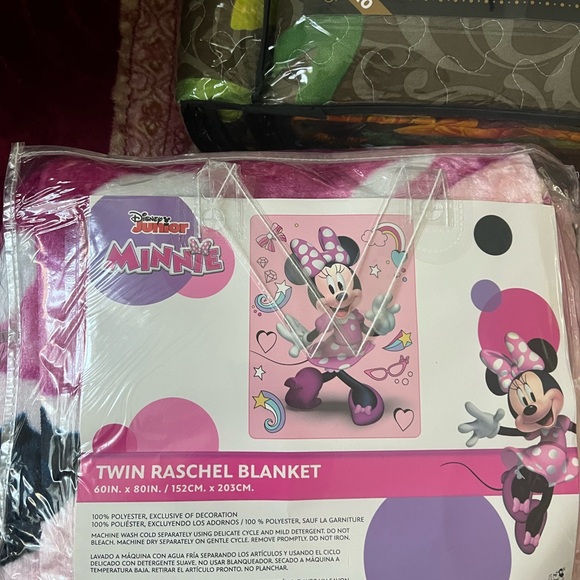 Disney
Junior
MINNIE
TWIN RASCHEL BLANKET
60IN. x 80IN. / 152CM. x 203CM.
100% POLYESTER, EXCLUSIVE OF DECORATION
100% POLIÉSTER, EXCLUYENDO LOS ADORNOS / 100 % POLYESTER, SAUF LA GARNITURE
MACHINE WASH COLD SEPARATELY USING DELICATE CYCLE AND MILD DETERGENT. DO NOT
BLEACH. MACHINE DRY SEPARATELY ON GENTLE CYCLE. REMOVE PROMPTLY. DO NOT IRON.
LAVADO A MÁQUINA CON AGUA FRÍA SEPARANDO LOS ARTÍCULOS Y USANDO EL CICLO
DELICADO CON DETERGENTE SUAVE. NO USAR BLANQUEADOR. SECADO A MÁQUINA A
TEMPERATURA BAJA. RETIRAR EL ARTÍCULO PRONTO. NO PLANCHAR.